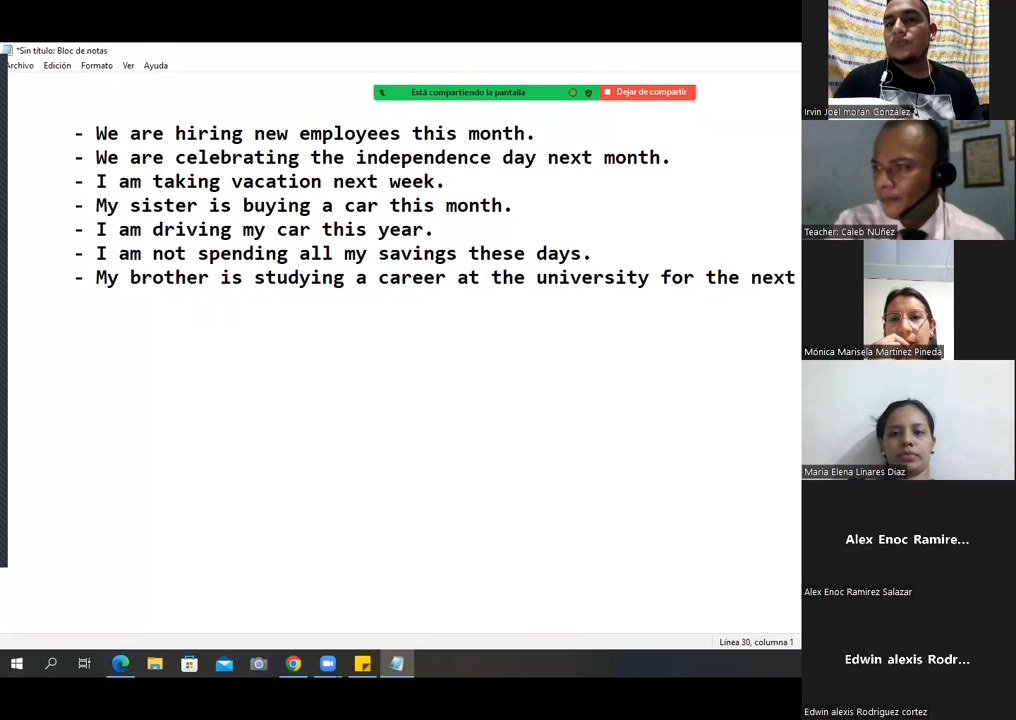 *Sin título: Bloc de notas
Archivo Edición Formato Ver Ayuda
Está compartiendo la pantalla Dejar de compartir
- We are hiring new employees this month.
- We are celebrating the independence day next month.
- I am taking vacation next week.
- My sister is buying a car this month.
- I am driving my car this year.
- I am not spending all my savings these days.
- My brother is studying a career at the university for the next
Línea 30, columna 1
Irvin Joel morán González
Teacher: Caleb NUñez
Mónica Marisela Martínez Pineda
Maria Elena Linares Diaz
Alex Enoc Ramire...
Alex Enoc Ramirez Salazar
Edwin alexis Rodr...
Edwin alexis Rodriguez cortez